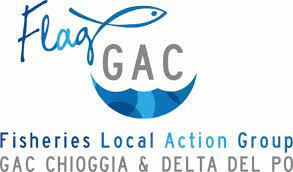 Flag
GAC
Fisheries Local Action Group
GAC CHIOGGIA & DELTA DEL PO